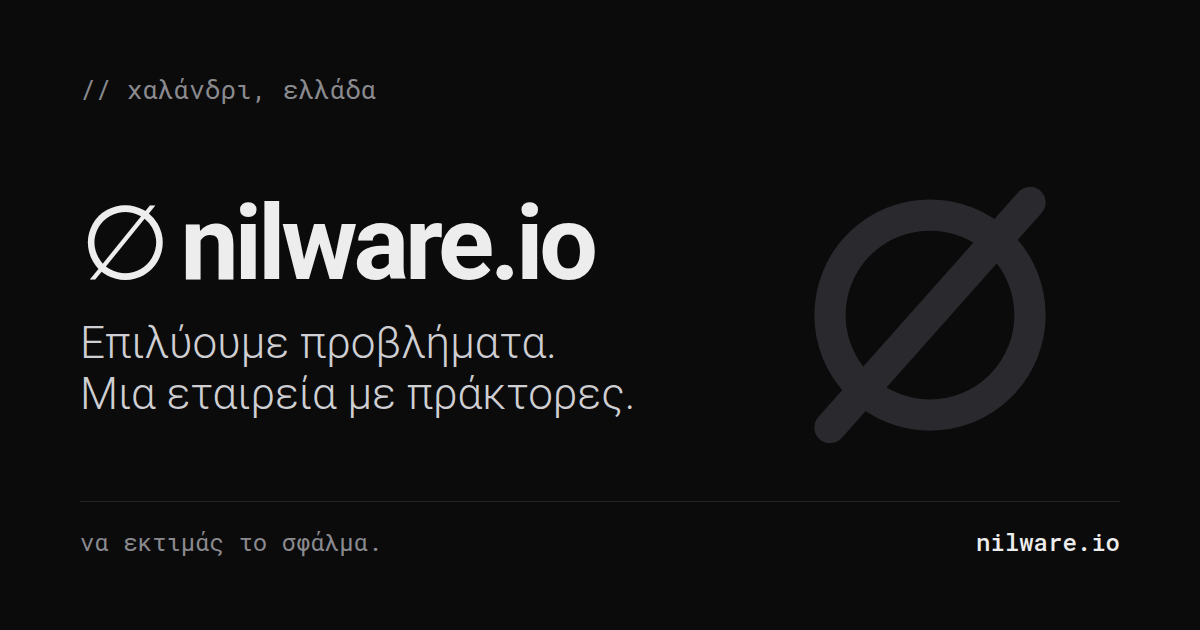 // χαλάνδρι, ελλάδα
∅ nilware.io
Επιλύουμε προβλήματα.
Μια εταιρεία με πράκτορες.
να εκτιμάς το σφάλμα.
nilware.io